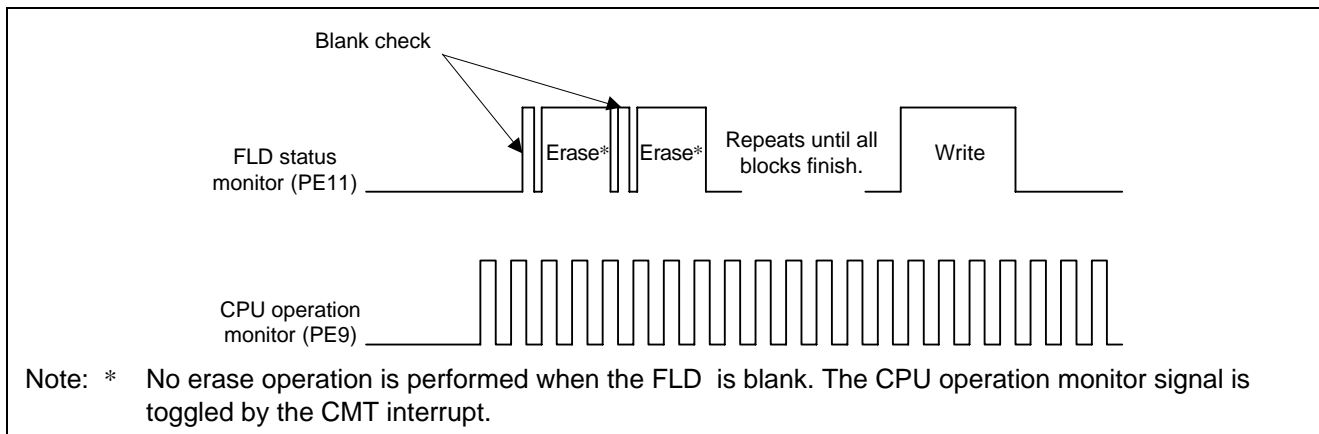 Blank check
FLD status
monitor (PE11)
Erase*
Erase*
Repeats until all
blocks finish.
Write
CPU operation
monitor (PE9)
Note: * No erase operation is performed when the FLD is blank. The CPU operation monitor signal is
toggled by the CMT interrupt.